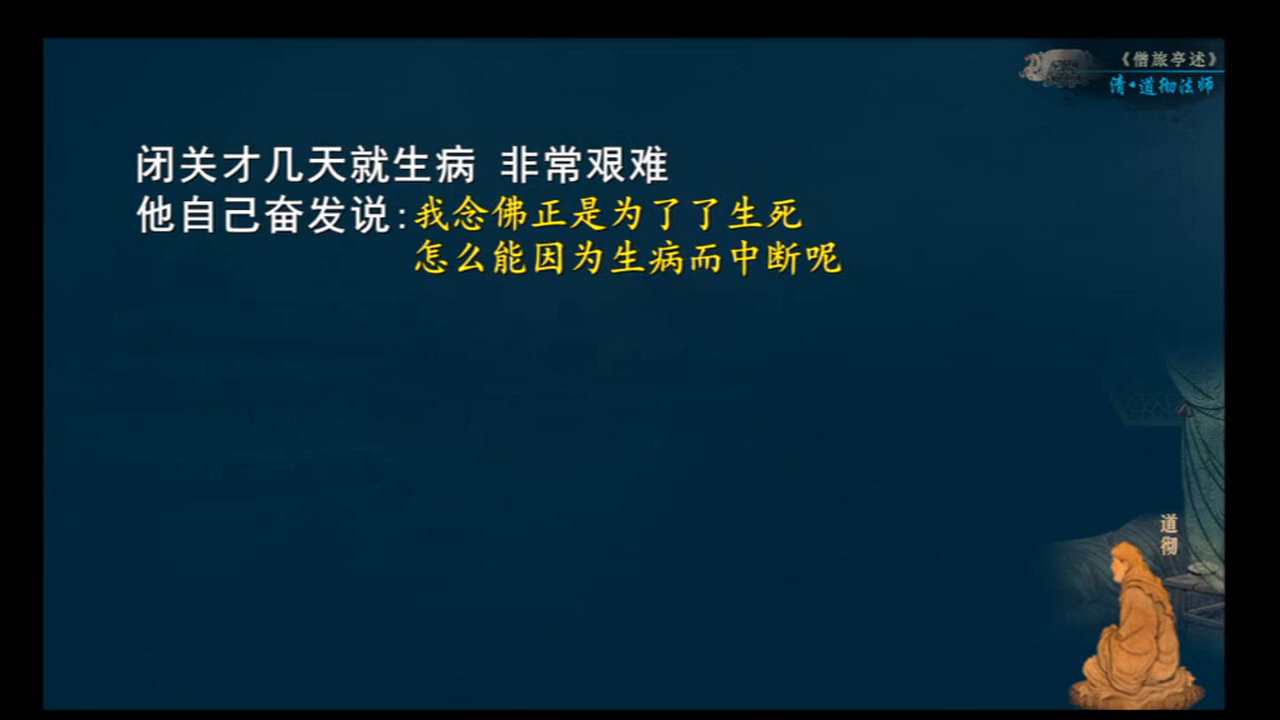 《僧旅亭述》
清•道彻法师
闭关才几天就生病 非常艰难
他自己奋发说:我念佛正是为了了生死
怎么能因为生病而中断呢
道彻